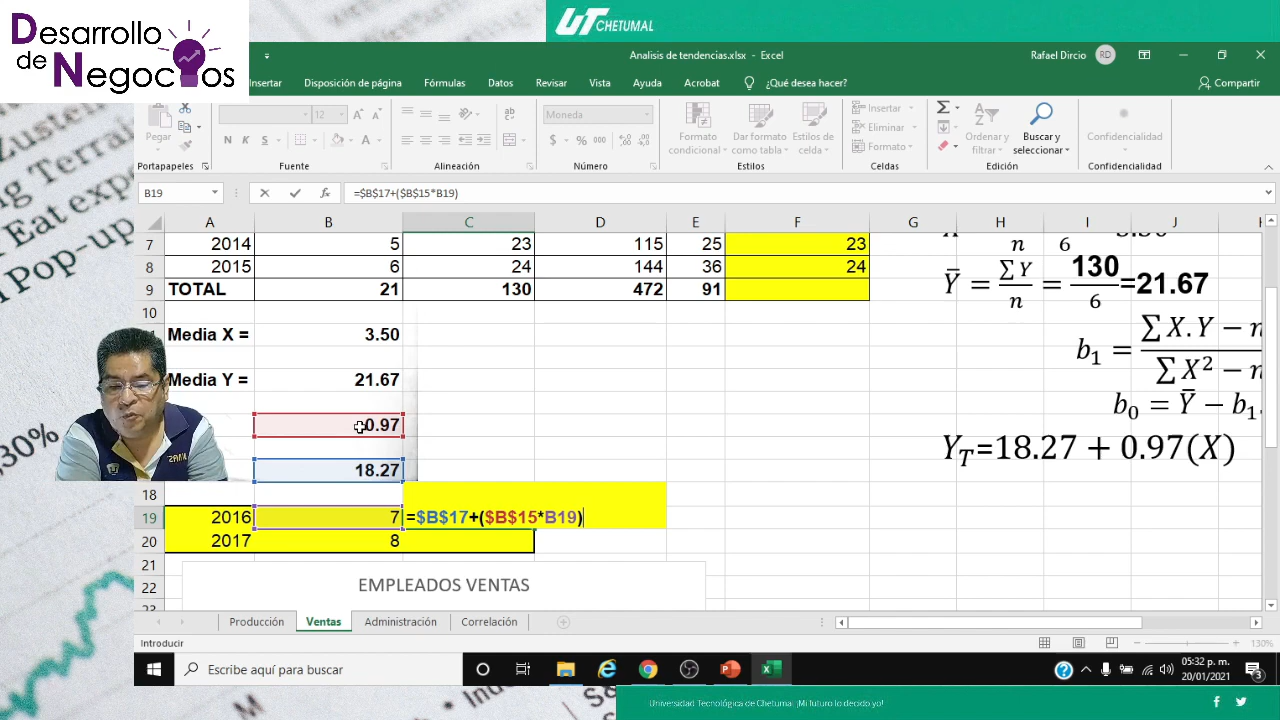 Desarrollo
de Negocios
UT CHETUMAL
Analisis de tendencias.xlsx - Excel
Rafael Dircio RD
Insertar Disposición de página Fórmulas Datos Revisar Vista Ayuda Acrobat ¿Qué desea hacer? Compartir
Pegar
N K S
12
ab
Moneda
$ % 000
Formato condicional
Dar formato como tabla
Estilos de celda
Insertar
Eliminar
Formato
Ordenar y filtrar
Buscar y seleccionar
Confidencialidad
Portapapeles Fuente Alineación Número Estilos Celdas Edición Confidencialidad
B19 fx =$B$17+($B$15*B19)
A B C D E F G H I J
7 2014 5 23 115 25 23
8 2015 6 24 144 36 24
9 TOTAL 21 130 472 91
10
Media X = 3.50
Media Y = 21.67
0.97
18.27
18
19 2016 7 =$B$17+($B$15*B19)
20 2017 8
21
22
23
EMPLEADOS VENTAS
n 6
Ȳ = ∑ Y / n = 130 / 6 =21.67
b₁ = ∑ X.Y − n / ∑ X² − n
b₀ = Ȳ − b₁
Y_T=18.27 + 0.97(X)
Producción Ventas Administración Correlación
Introducir
130%
Escribe aquí para buscar
05:32 p. m.
20/01/2021
3
Universidad Tecnológica de Chetumal ¡Mi futuro lo decido yo!